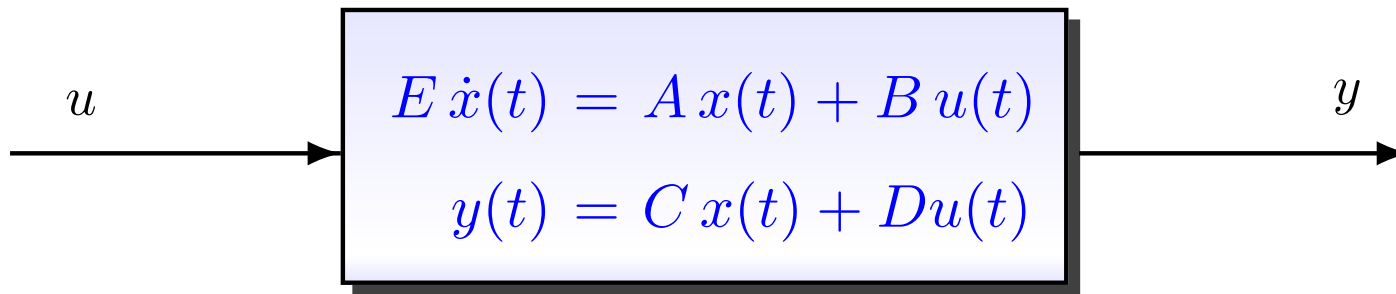 u
E ẋ(t) = A x(t) + B u(t)
y(t) = C x(t) + Du(t)
y